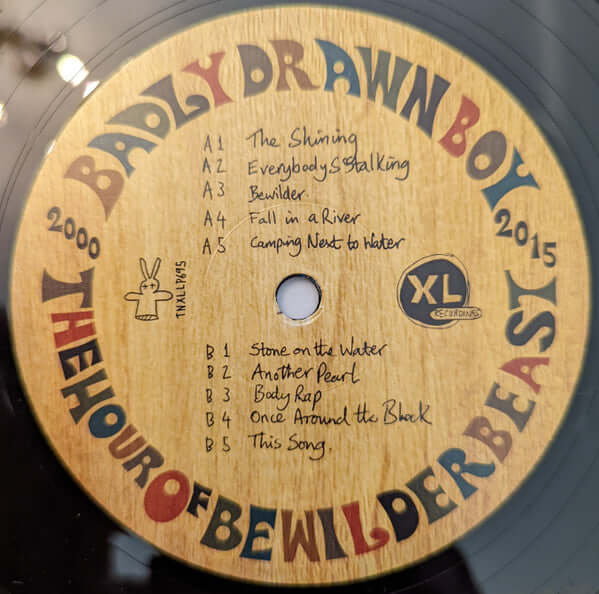 BADLY DRAWN BOY
2000
2015
THE HOUR OF BEWILDERBEAST
A1 The Shining
A2 Everybody's Stalking
A3 Bewilder.
A4 Fall in a River
A5 Camping Next to Water
TNXLLP695
XL
RECORDINGS
B1 Stone on the Water
B2 Another Pearl
B3 Body Rap
B4 Once Around the Block
B5 This Song.